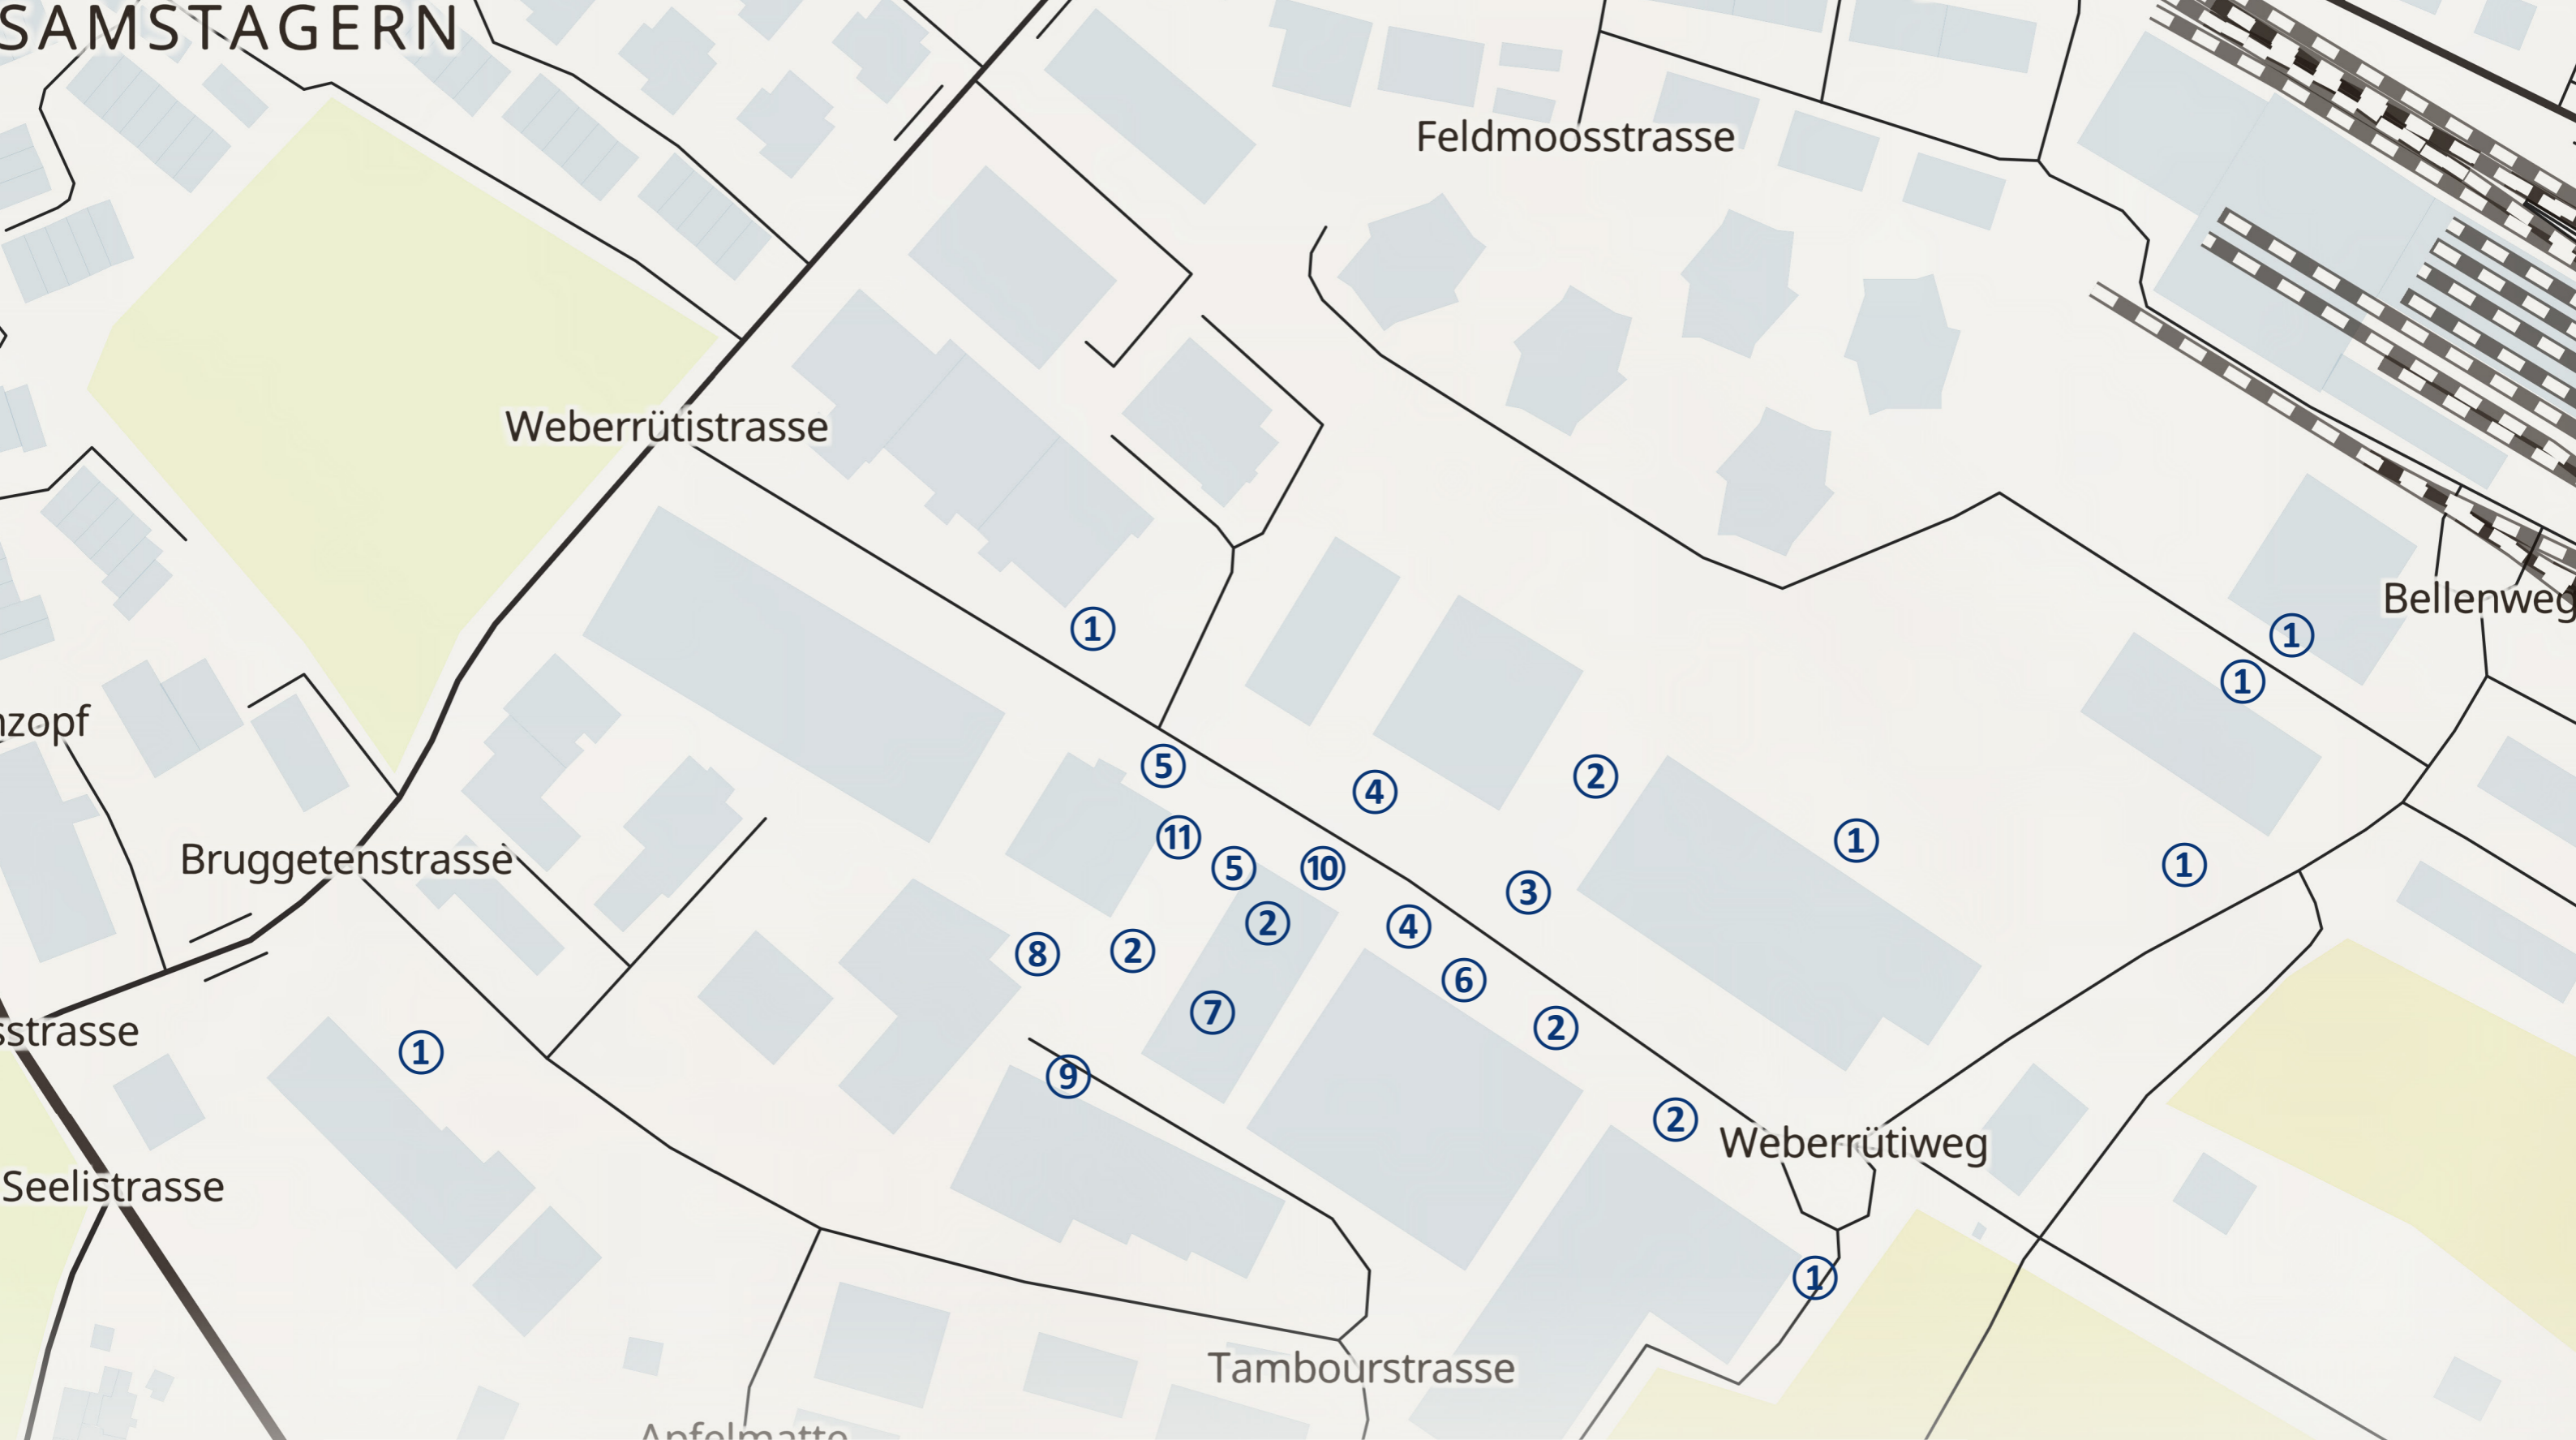 SAMSTAGERN
Feldmoosstrasse
Weberrütistrasse
Bellenweg
1
1
1
nzopf
5
2
4
11
1
Bruggetenstrasse
5
10
1
3
2
4
8
2
6
7
2
sstrasse
1
9
2
Weberrütiweg
Seelistrasse
1
Tambourstrasse
Apfelmatte